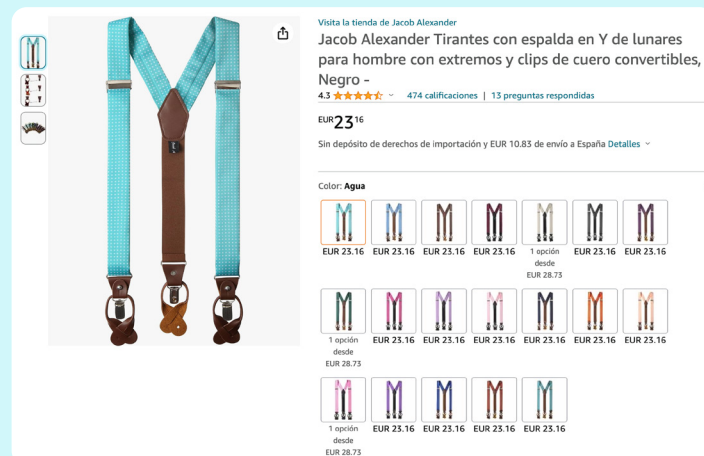 Visita la tienda de Jacob Alexander
Jacob Alexander Tirantes con espalda en Y de lunares
para hombre con extremos y clips de cuero convertibles,
Negro -
4.3 474 calificaciones | 13 preguntas respondidas
EUR23 16
Sin depósito de derechos de importación y EUR 10.83 de envío a España Detalles
Color: Agua
EUR 23.16 EUR 23.16 EUR 23.16 EUR 23.16 1 opción EUR 23.16 EUR 23.16
desde
EUR 28.73
1 opción EUR 23.16 EUR 23.16 EUR 23.16 EUR 23.16 EUR 23.16 EUR 23.16
desde
EUR 28.73
1 opción EUR 23.16 EUR 23.16 EUR 23.16 EUR 23.16
desde
EUR 28.73